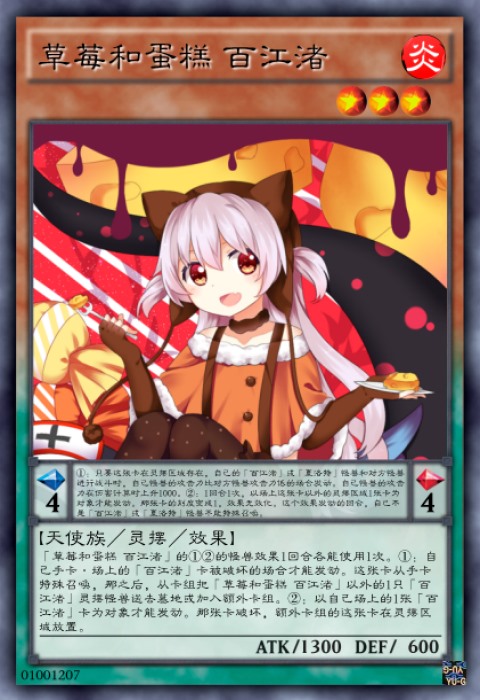 草莓和蛋糕 百江渚
炎
①：只要这张卡在灵摆区域存在，自己的「百江渚」或「夏洛特」怪兽和对方怪兽
进行战斗时，自己怪兽的攻击力比对方怪兽攻击力低的场合发动。自己怪兽的攻击
力在伤害计算时上升1000。②：1回合1次，以场上这张卡以外的灵摆区域1张卡为
对象才能发动。那张卡的刻度变成1，效果无效化。这个效果发动的回合，自己不
是「百江渚」或「夏洛特」怪兽不能特殊召唤。
4
4
【天使族／灵摆／效果】
「草莓和蛋糕 百江渚」的①②的怪兽效果1回合各能使用1次。①：自
己手卡·场上的「百江渚」卡被破坏的场合才能发动。这张卡从手卡
特殊召唤，那之后，从卡组把「草莓和蛋糕 百江渚」以外的1只「百
江渚」灵摆怪兽送去墓地或加入额外卡组。②：以自己场上的1张「百
江渚」卡为对象才能发动。那张卡破坏，额外卡组的这张卡在灵摆区
域放置。
ATK/1300 DEF/ 600
01001207